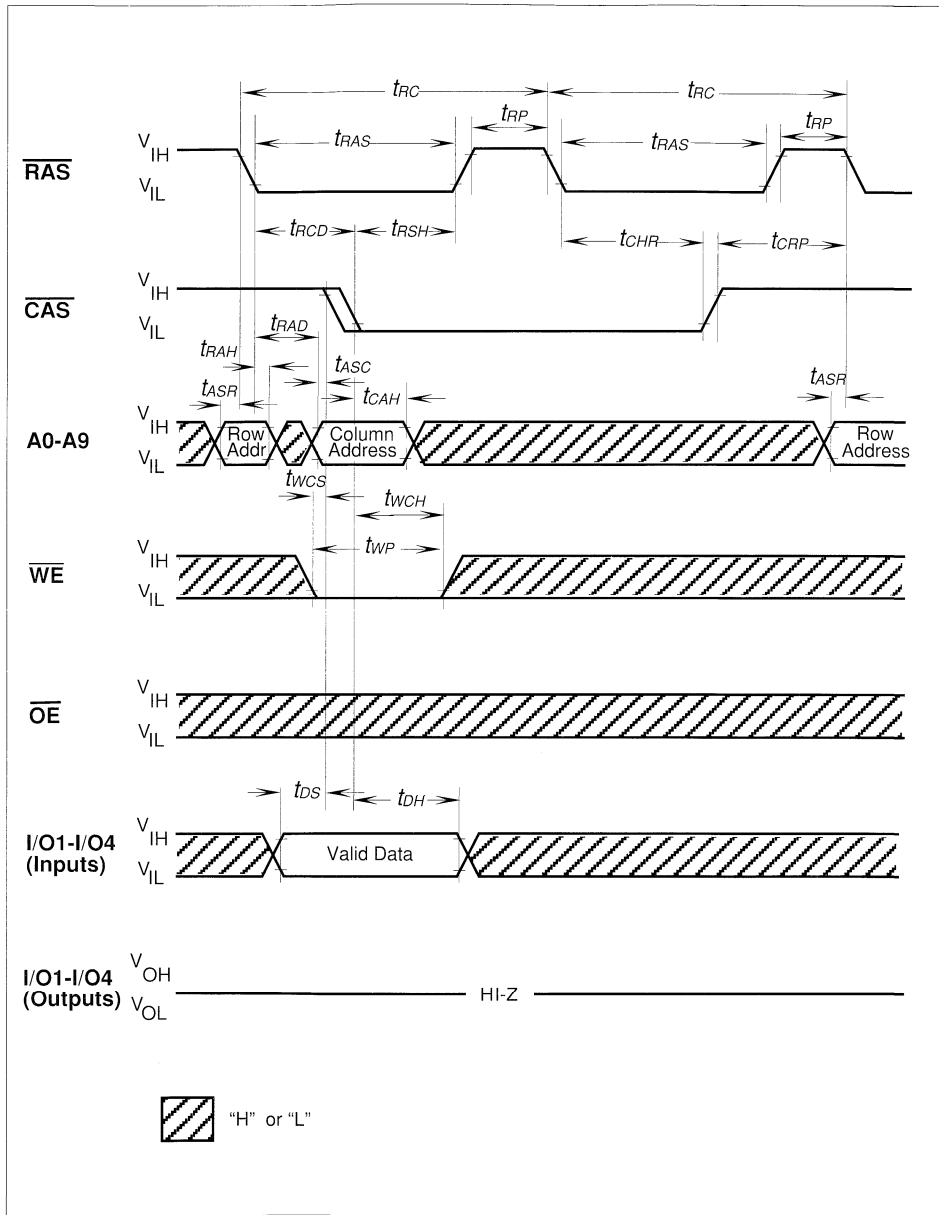 tRC tRC
tRP tRP
tRAS tRAS
RAS VIH
VIL
tRCD tRSH tCHR tCRP
CAS VIH
VIL
tRAD
tRAH tASC
tASR tCAH tASR
A0-A9 VIH Row Addr Column Address Row Address
VIL
tWCS tWCH
tWP
WE VIH
VIL
OE VIH
VIL
tDS tDH
I/O1-I/O4 (Inputs) VIH Valid Data
VIL
I/O1-I/O4 (Outputs) VOH
VOL HI-Z
"H" or "L"